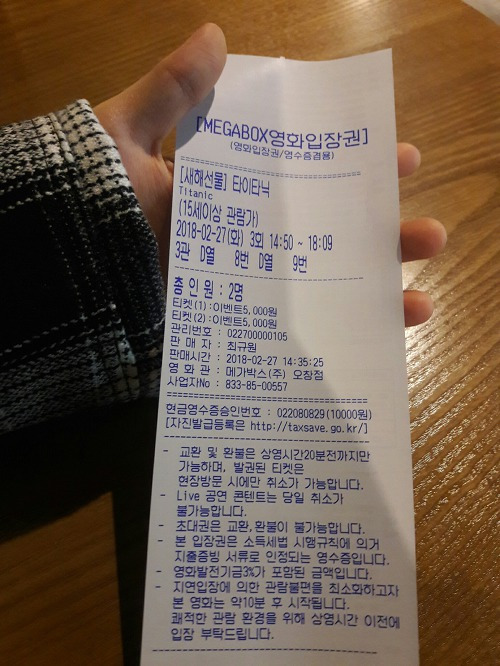 [MEGABOX영화입장권]
(영화입장권/영수증겸용)
[새해선물] 타이타닉
Titanic
(15세이상 관람가)
2018-02-27(화) 3회 14:50 ~ 18:09
3관 D열 8번 D열 9번
총 인 원 : 2명
티켓(1):이벤트5,000원
티켓(2):이벤트5,000원
관리번호 : 022700000105
판 매 자 : 최규원
판매시간 : 2018-02-27 14:35:25
영 화 관 : 메가박스(주) 오창점
사업자No : 833-85-00557
현금영수증승인번호 : 022080829(10000원)
[자진발급등록은 http://taxsave.go.kr/]
- 교환 및 환불은 상영시간20분전까지만
가능하며, 발권된 티켓은
현장방문 시에만 취소가 가능합니다.
- Live 공연 콘텐트는 당일 취소가
불가능합니다.
- 초대권은 교환,환불이 불가능합니다.
- 본 입장권은 소득세법 시행규칙에 의거
지출증빙 서류로 인정되는 영수증입니다.
- 영화발전기금3%가 포함된 금액입니다.
- 지연입장에 의한 관람불편을 최소화하고자
본 영화는 약10분 후 시작됩니다.
쾌적한 관람 환경을 위해 상영시간 이전에
입장 부탁드립니다.